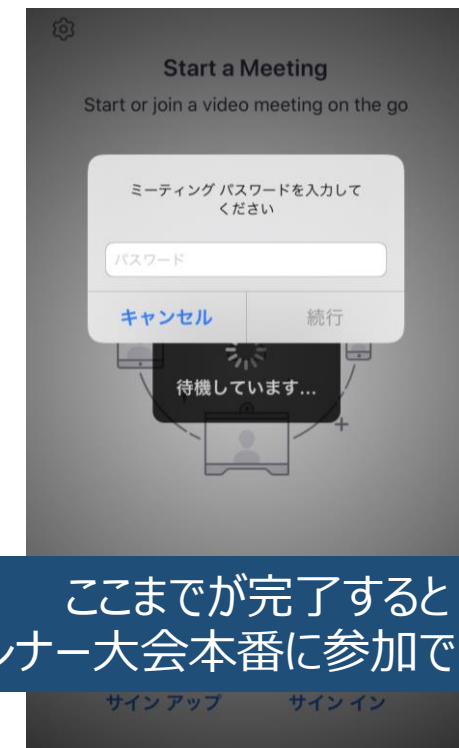 Start a Meeting
Start or join a video meeting on the go
ミーティング パスワードを入力して
ください
パスワード
キャンセル
続行
待機しています...
ここまでが完了すると
ンナー大会本番に参加で
サイン アップ
サイン イン